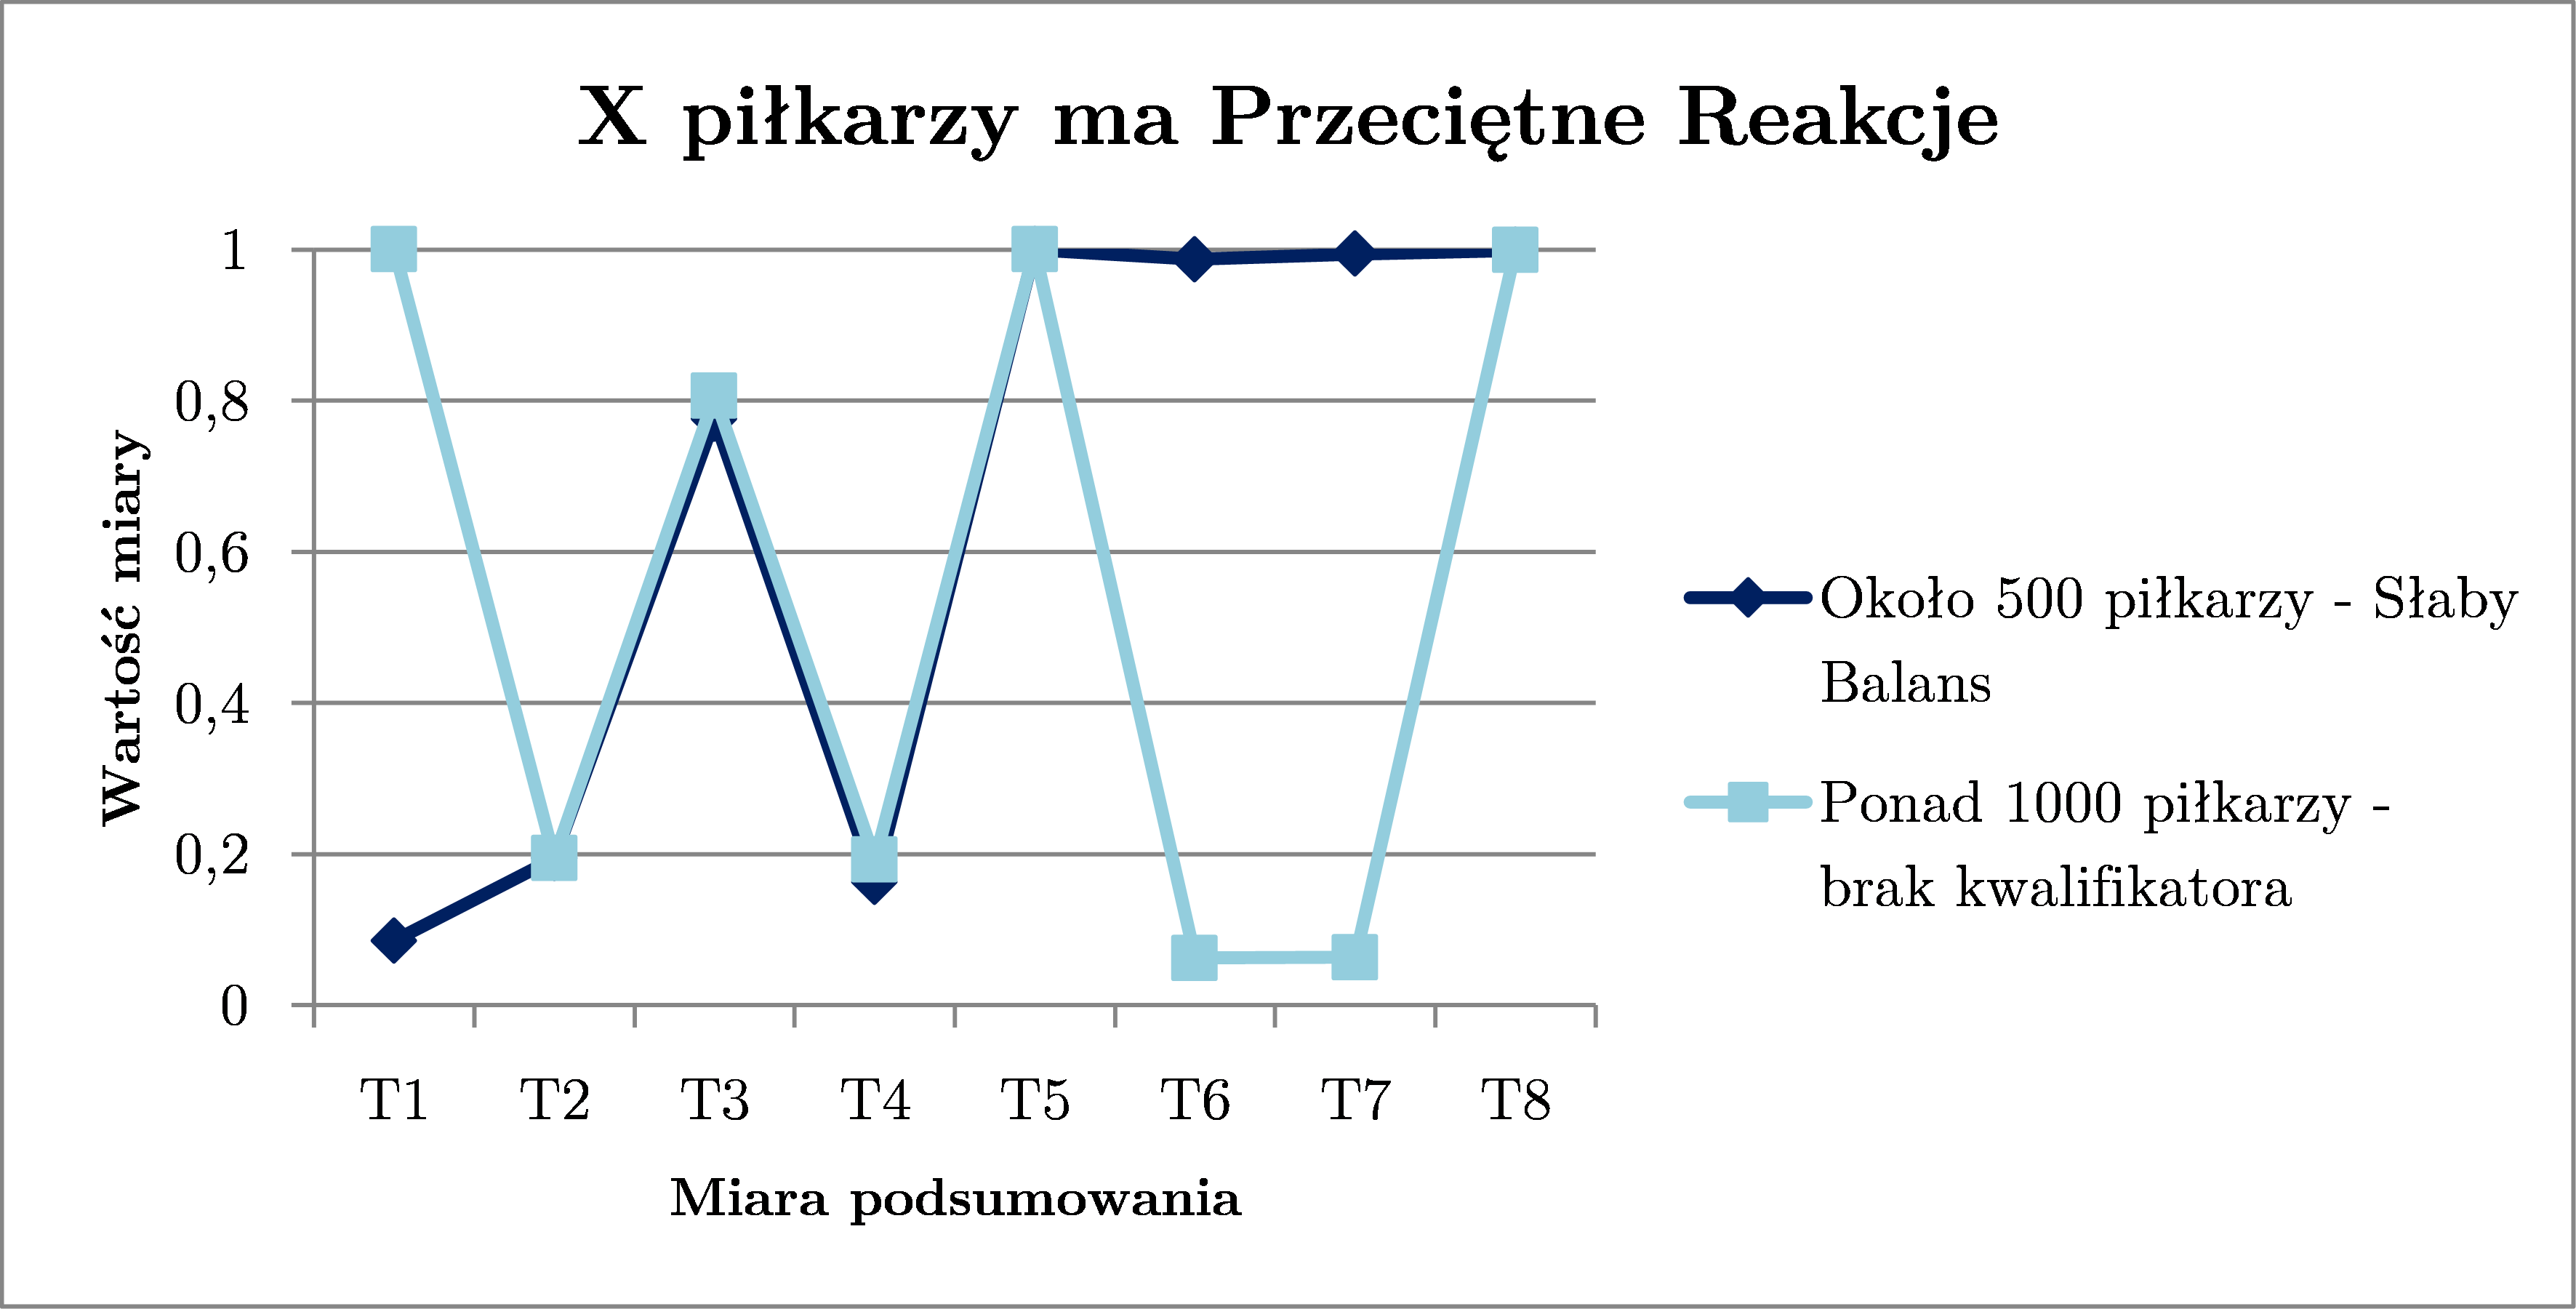 X piłkarzy ma Przeciętne Reakcje
Wartość miary
1
0,8
0,6
0,4
0,2
0
T1 T2 T3 T4 T5 T6 T7 T8
Miara podsumowania
Około 500 piłkarzy - Słaby
Balans
Ponad 1000 piłkarzy -
brak kwalifikatora